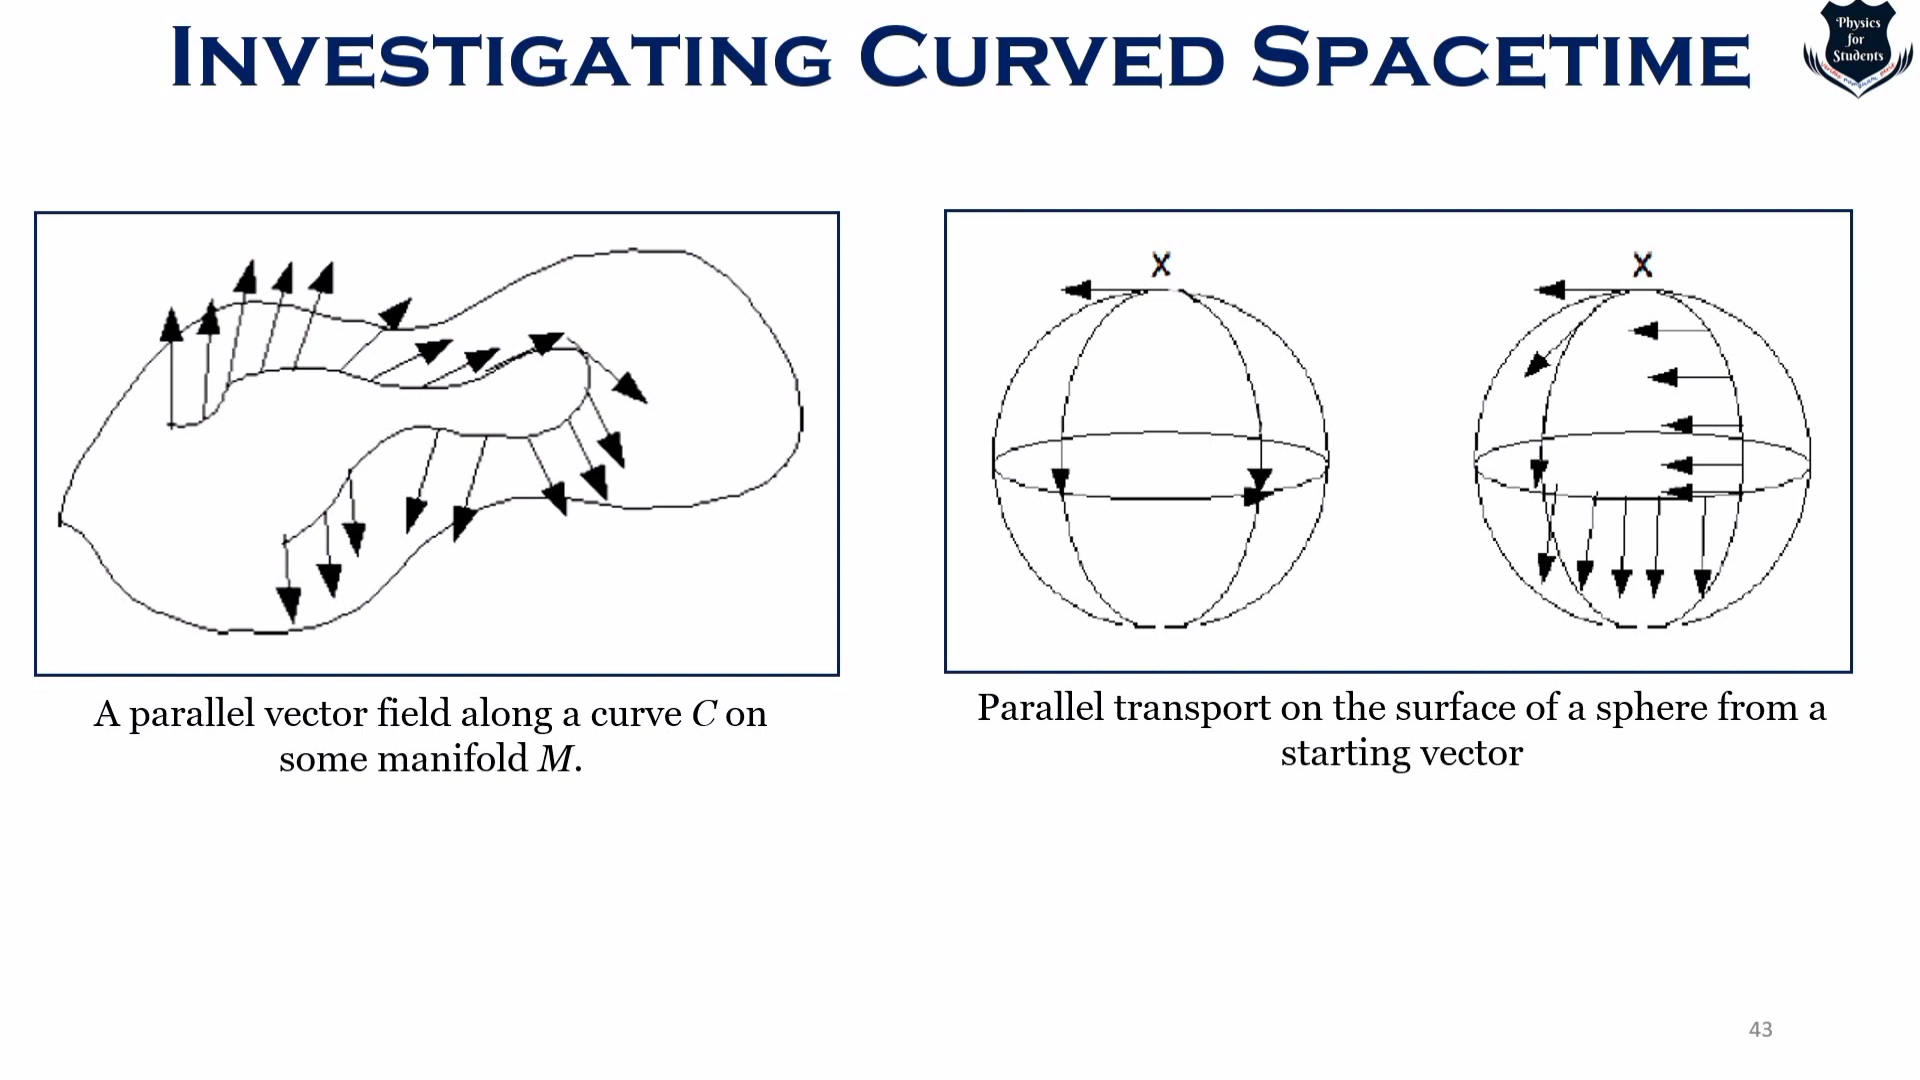 INVESTIGATING CURVED SPACETIME
Physics
for
Students
X
X
A parallel vector field along a curve C on
some manifold M.
Parallel transport on the surface of a sphere from a
starting vector
43